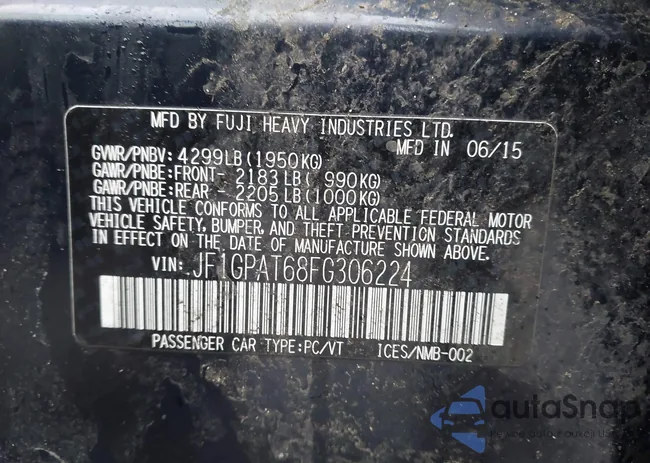 MFD BY FUJI HEAVY INDUSTRIES LTD.
MFD IN 06/15
GVWR/PNBV: 4299LB (1950KG)
GAWR/PNBE:FRONT- 2183LB ( 990KG)
GAWR/PNBE:REAR - 2205LB (1000KG)
THIS VEHICLE CONFORMS TO ALL APPLICABLE FEDERAL MOTOR
VEHICLE SAFETY, BUMPER, AND THEFT PREVENTION STANDARDS
IN EFFECT ON THE DATE OF MANUFACTURE SHOWN ABOVE.
VIN: JF1GPAT68FG306224
PASSENGER CAR TYPE:PC/VT ICES/NMB-002
autoSnap